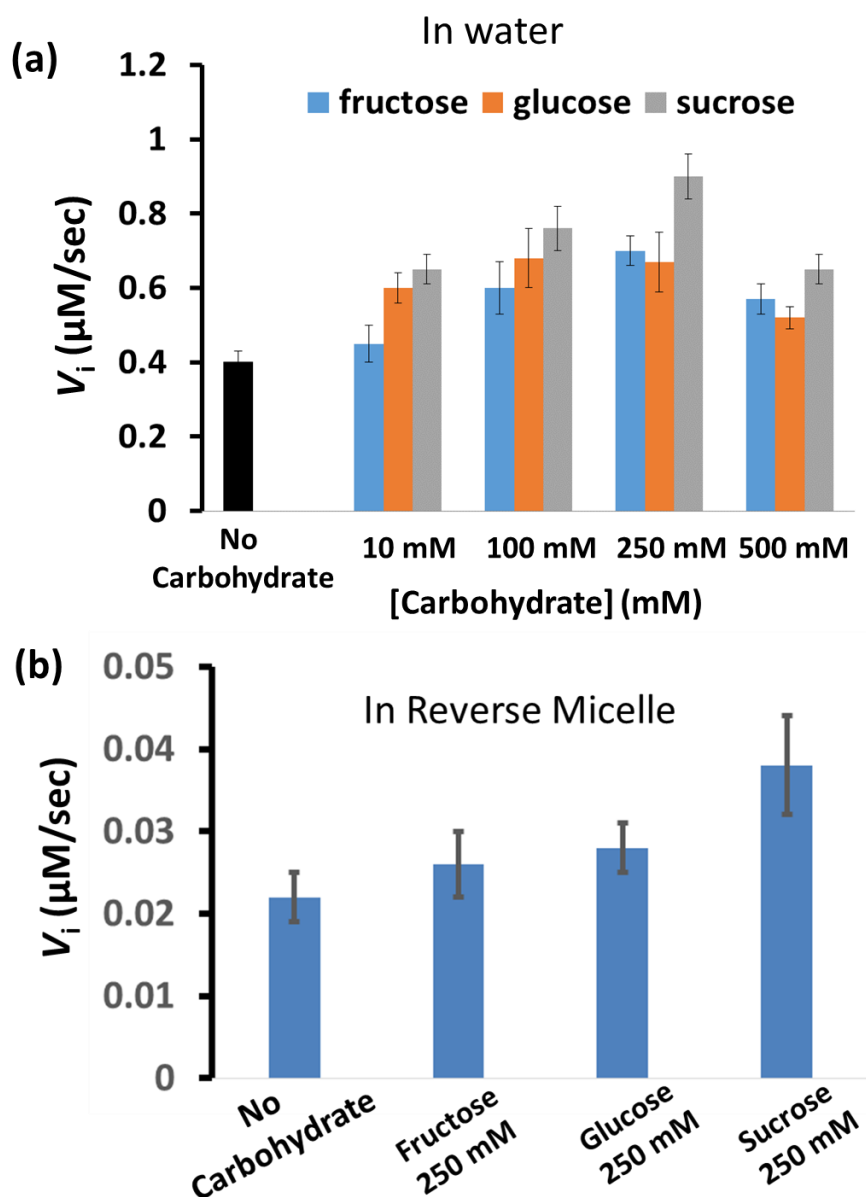 In water
(a)
1.2
fructose glucose sucrose
1
0.8
0.6
0.4
0.2
0
Vi (μM/sec)
No
Carbohydrate
10 mM 100 mM 250 mM 500 mM
[Carbohydrate] (mM)
(b)
0.05
In Reverse Micelle
0.04
0.03
0.02
0.01
0
Vi (μM/sec)
No
Carbohydrate
Fructose
250 mM
Glucose
250 mM
Sucrose
250 mM